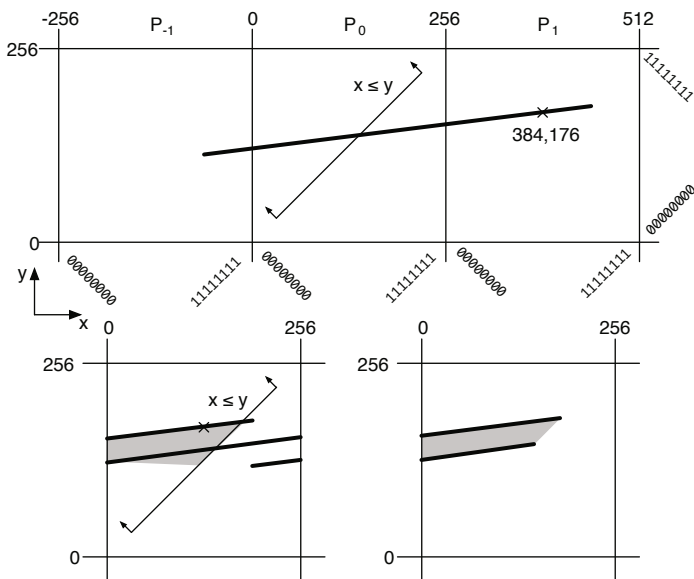 -256 P-1 0 P0 256 P1 512
256
11111111
x ≤ y
384,176
00000000
0
00000000 11111111 00000000 11111111 00000000 11111111
y
x
0 256 0 256
256 256
x ≤ y
0 0